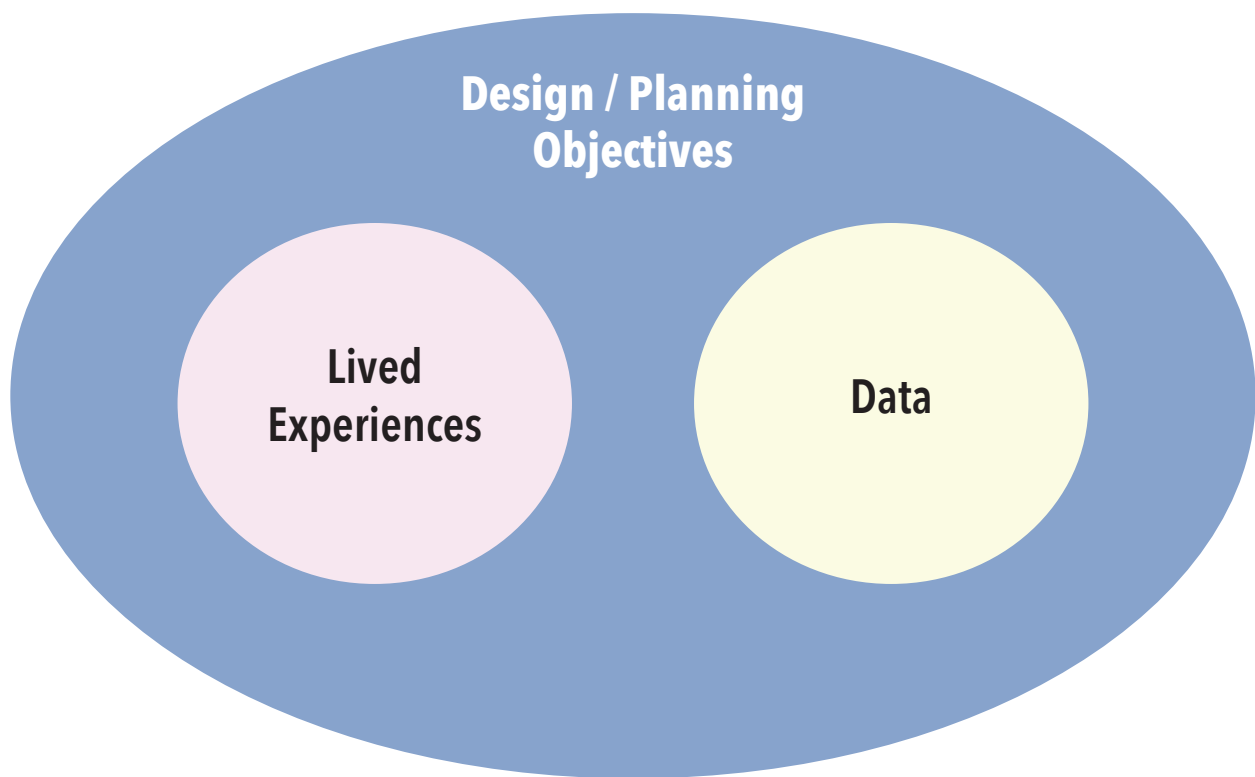 Design / Planning
Objectives
Lived
Experiences
Data